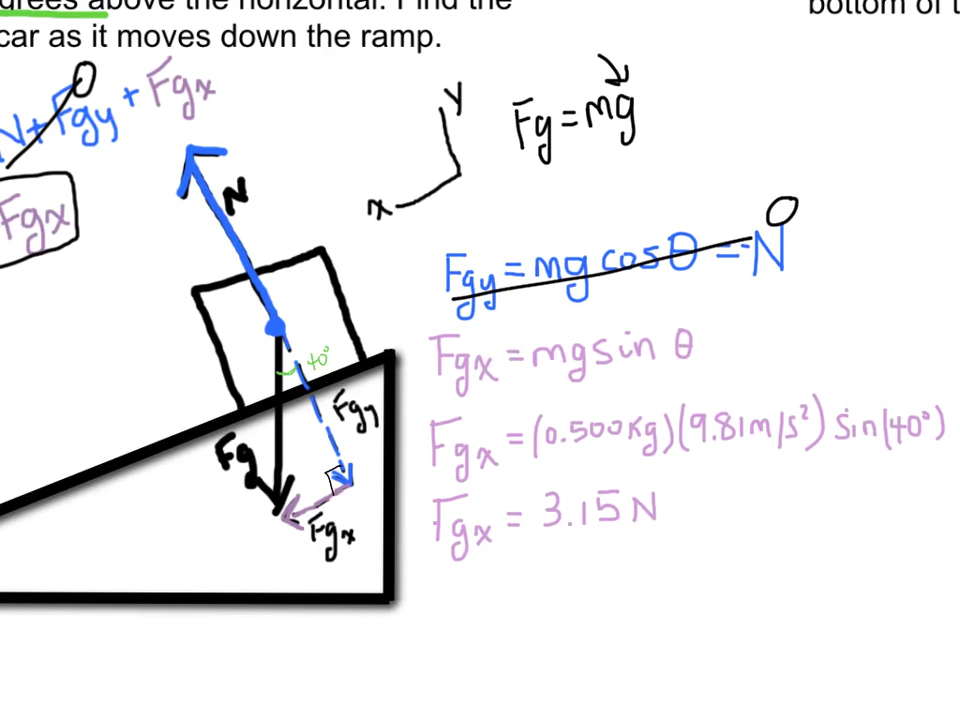 grees above the horizontal. Find the
bottom of t
car as it moves down the ramp.
N + Fgy + Fgx
0
Fgx
y
x
Fg = mg
N
Fgy = mg cos θ = N
0
Fgx = mg sin θ
40°
Fgy
Fgx = (0.500 kg)(9.81 m/s²) sin(40°)
Fg
Fgx
Fgx = 3.15 N